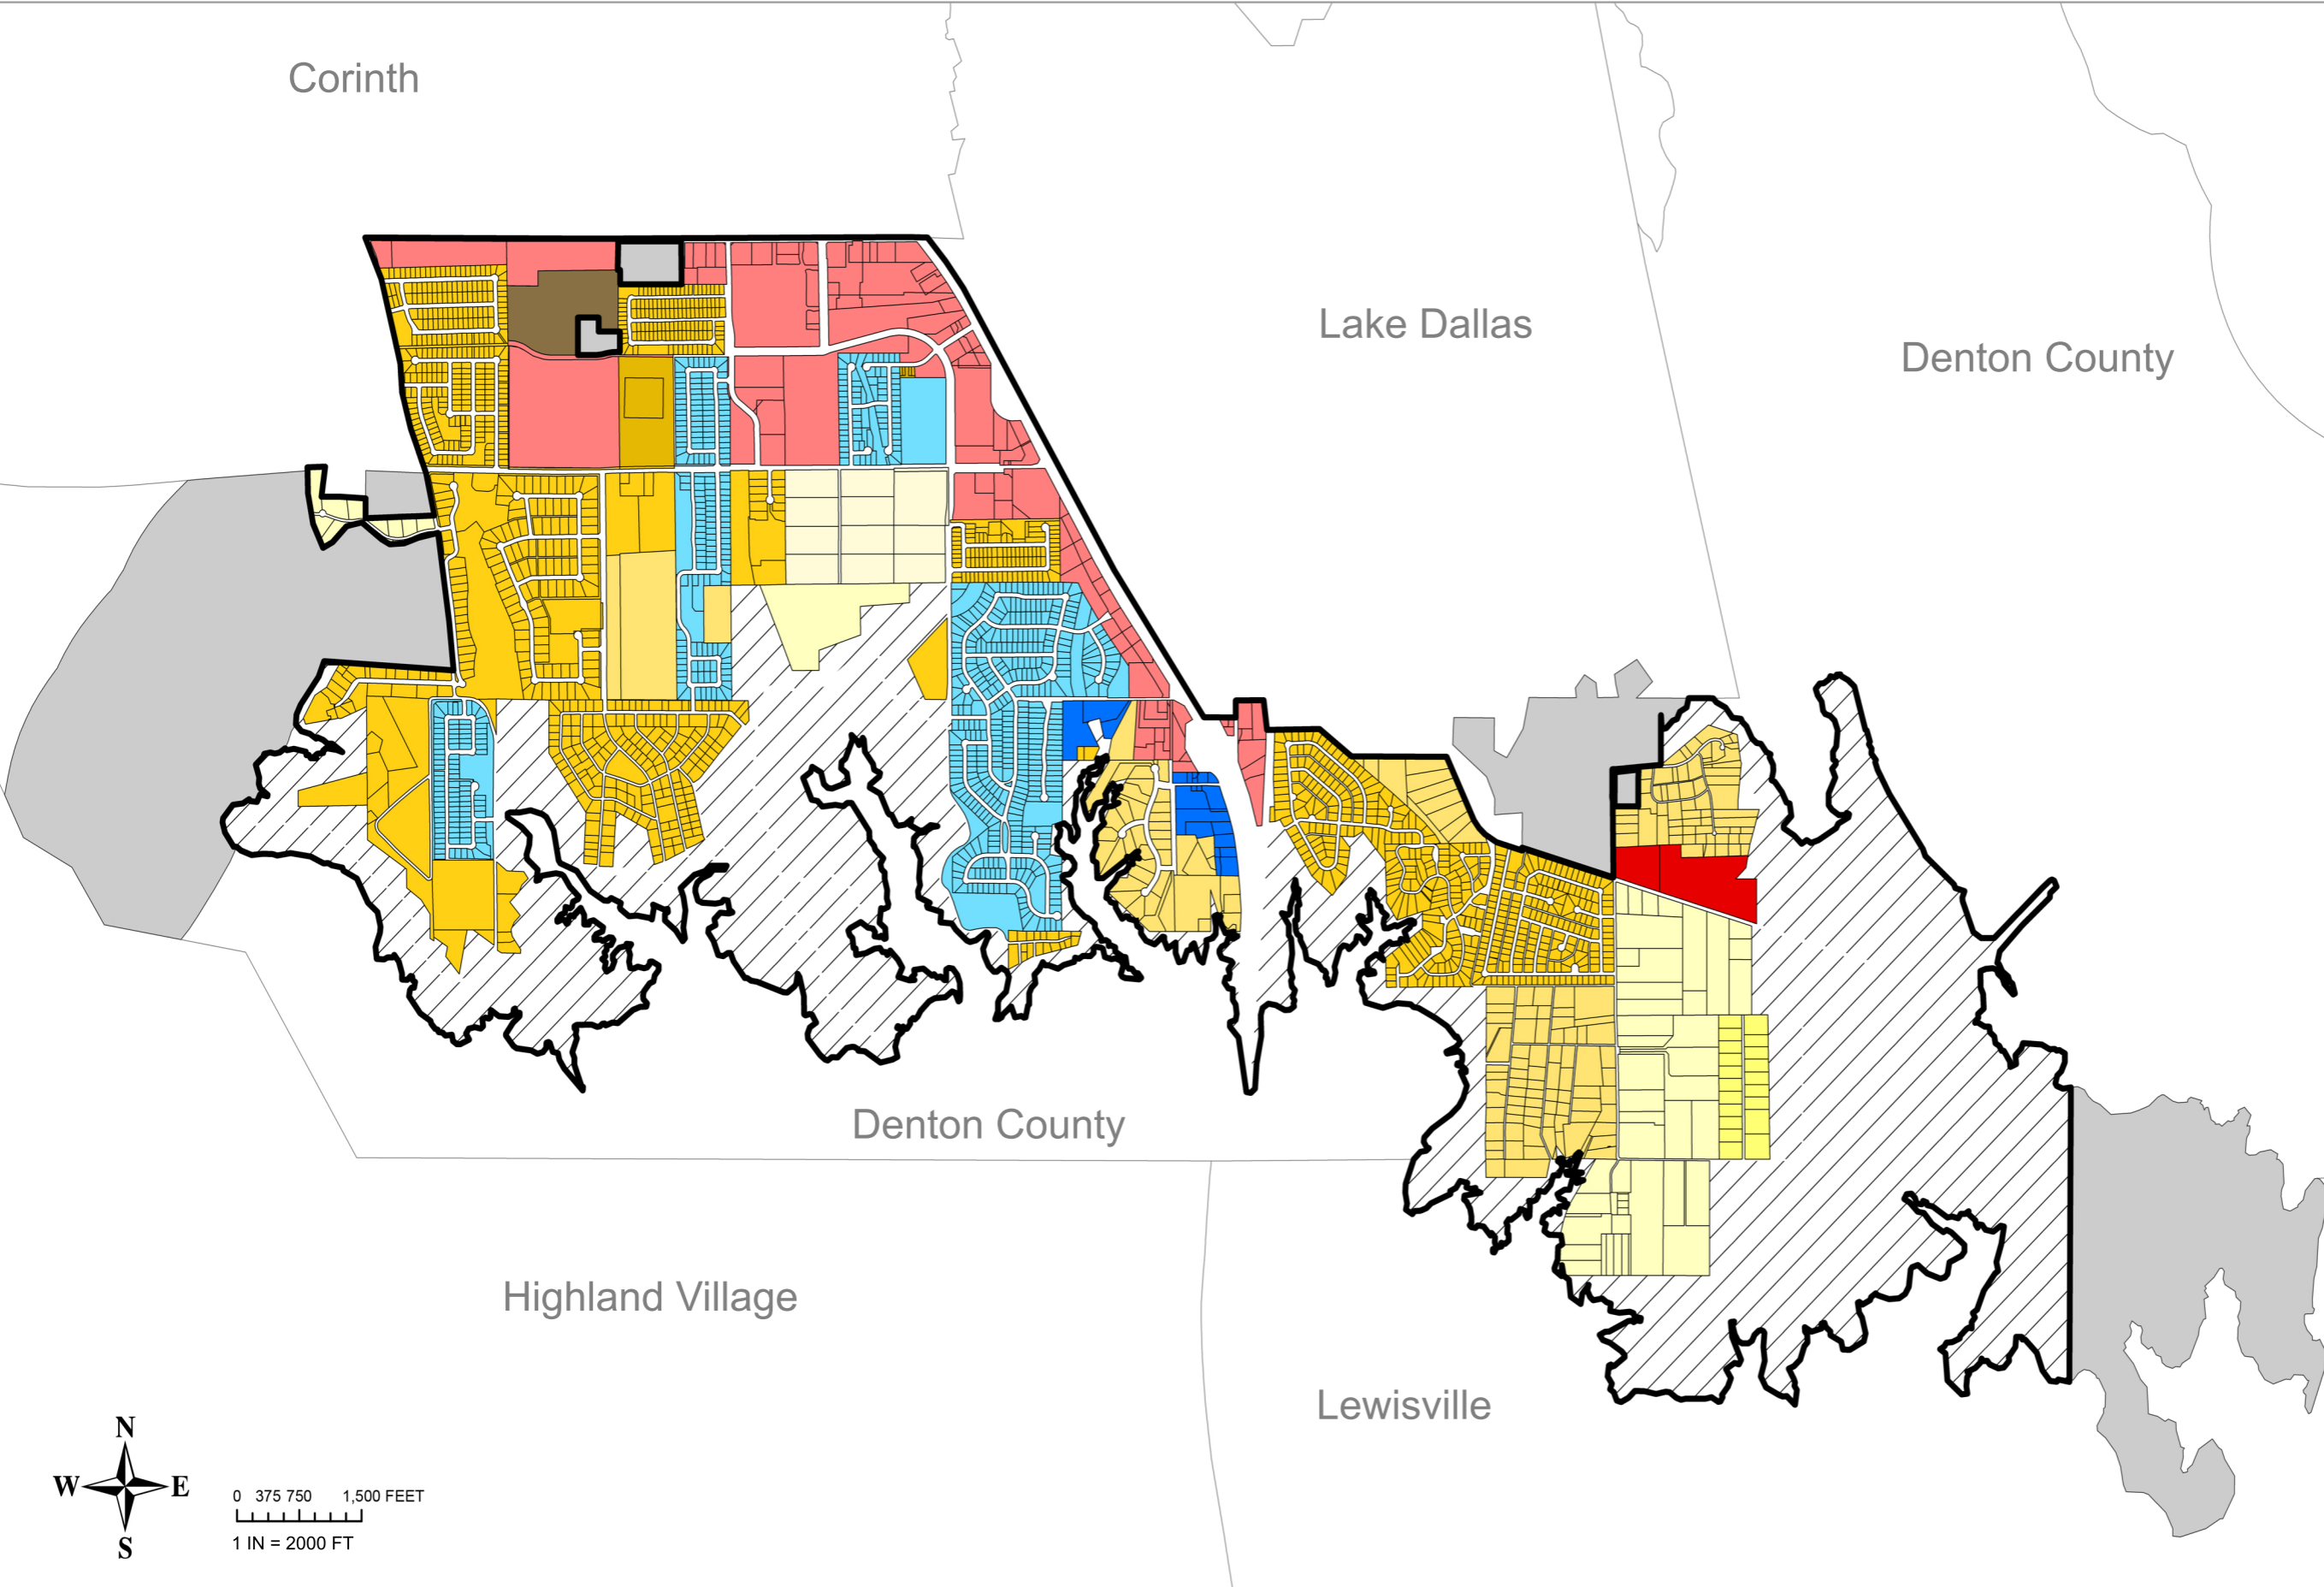 Corinth
Lake Dallas
Denton County
Denton County
Highland Village
Lewisville
N
W E
S
0 375 750 1,500 FEET
1 IN = 2000 FT